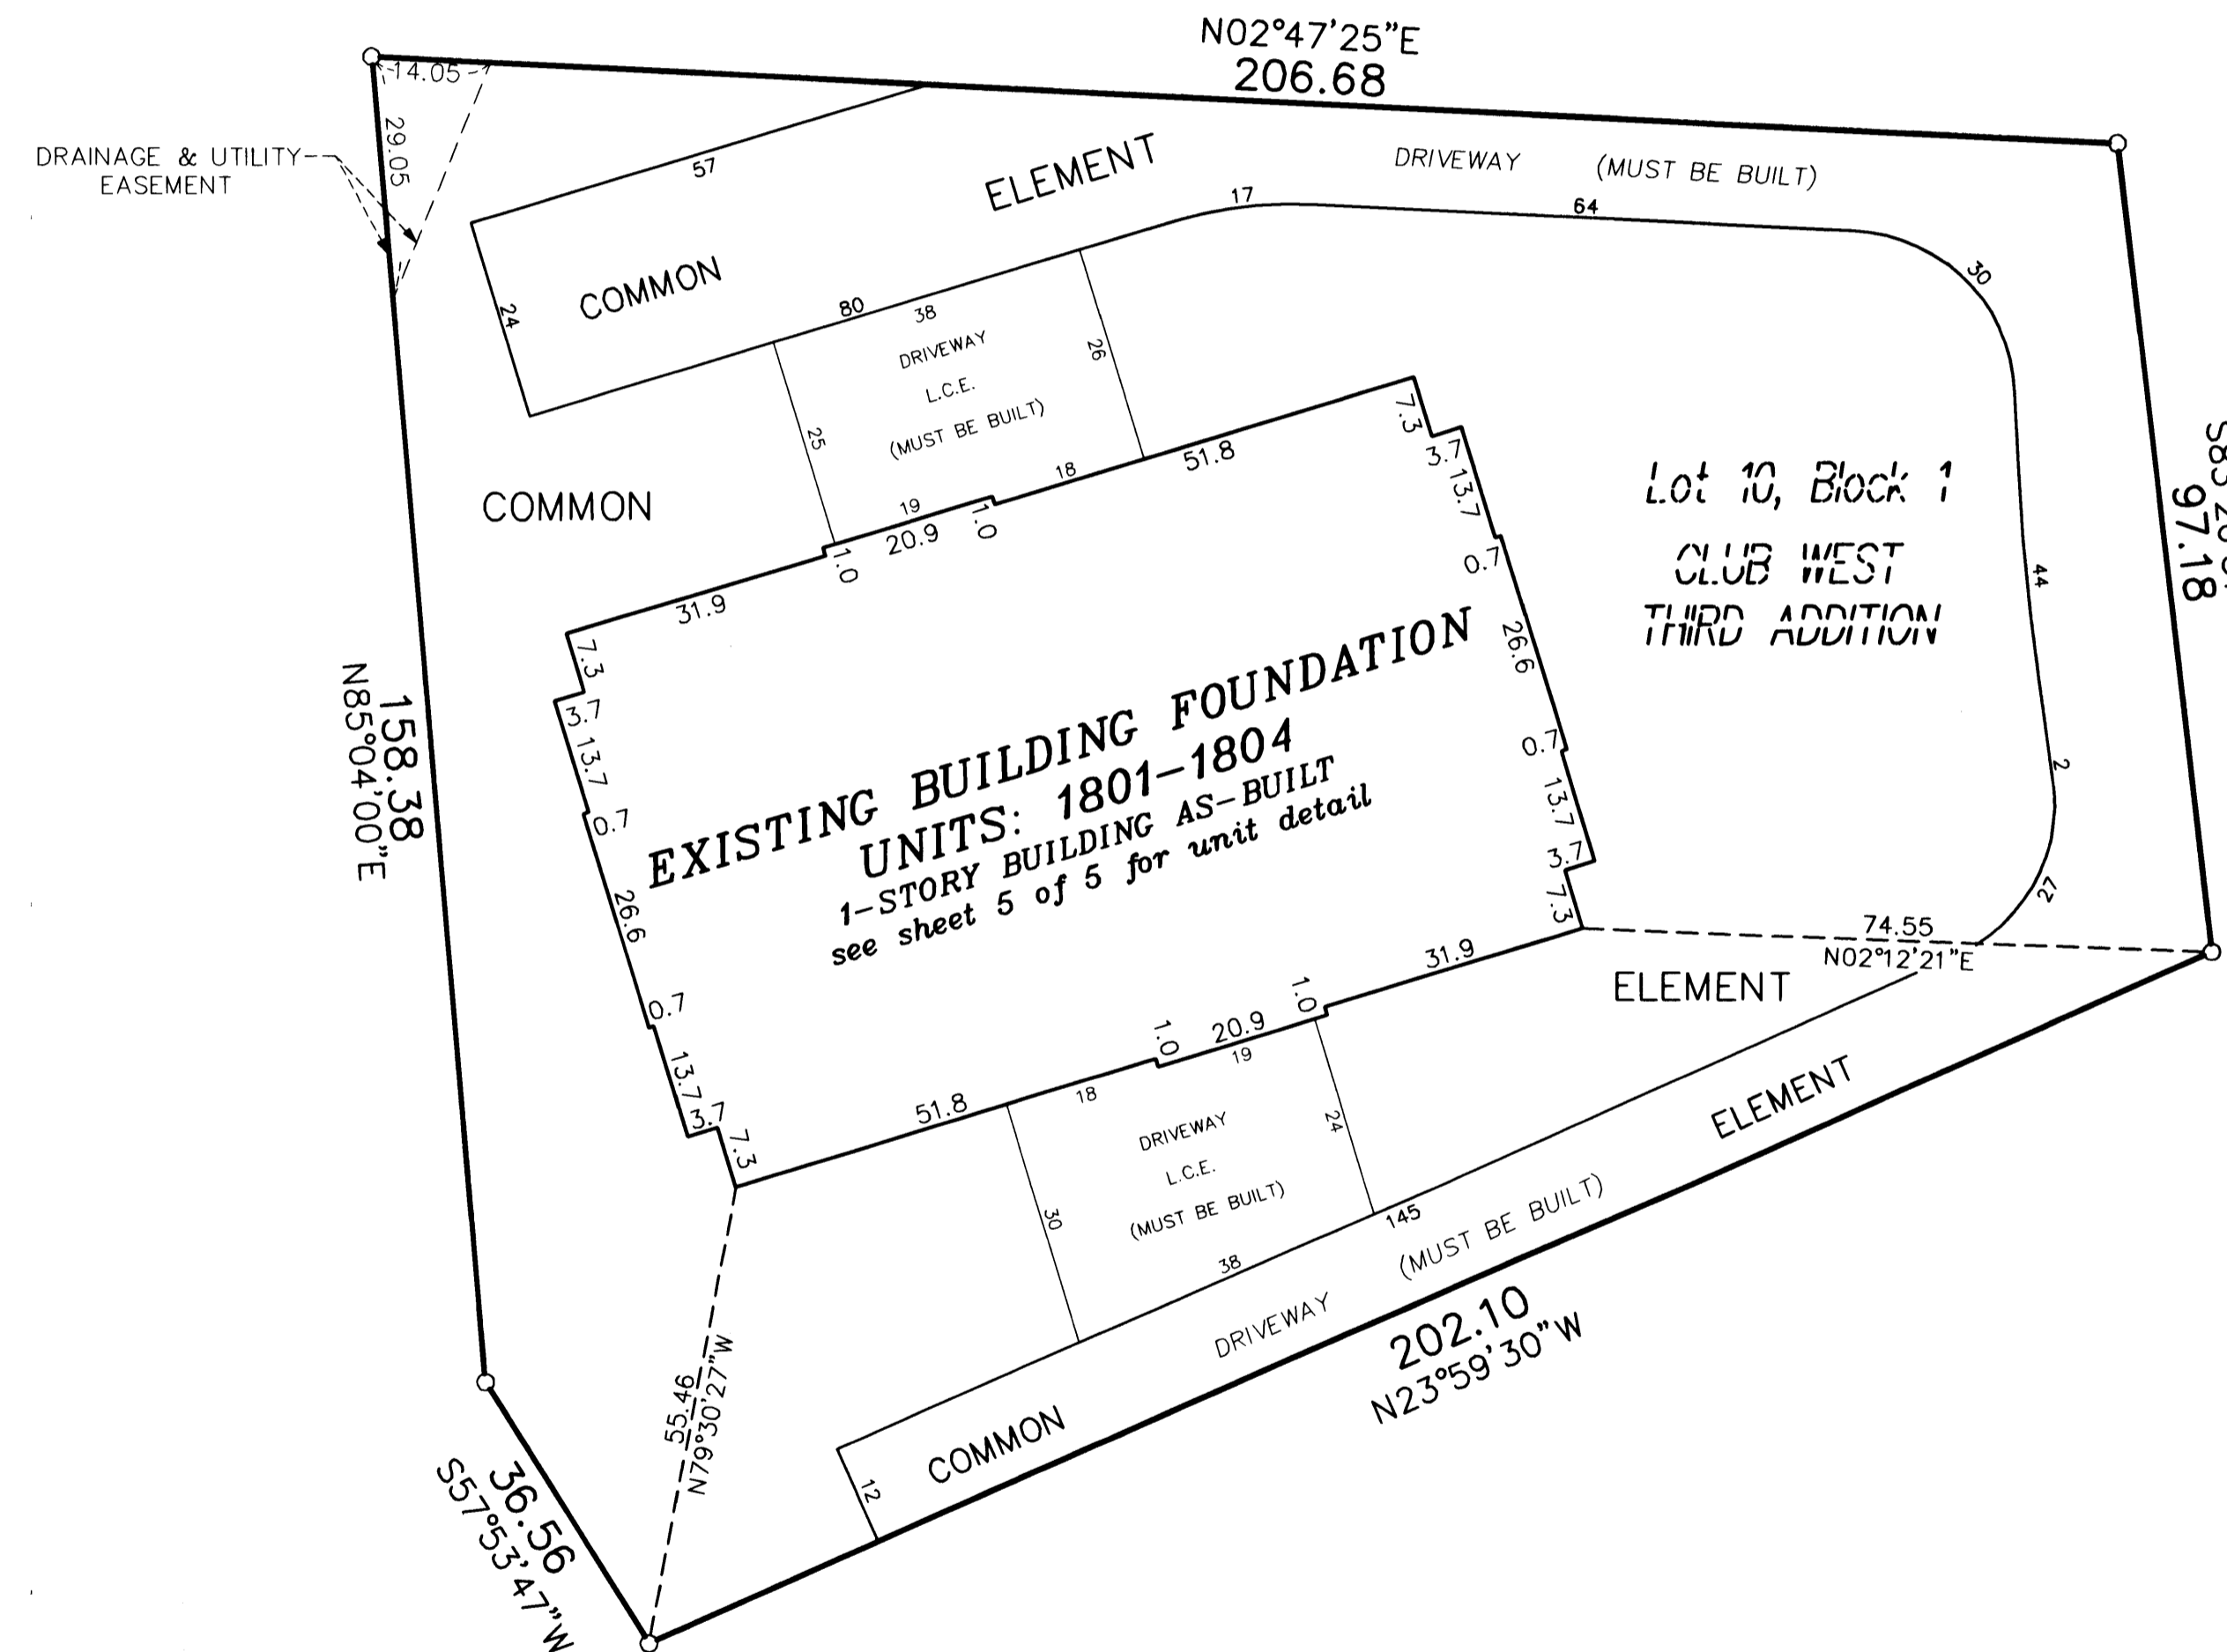 N02°47'25"E
206.68
14.05
29.05
DRAINAGE & UTILITY
EASEMENT
57
ELEMENT
DRIVEWAY (MUST BE BUILT)
17
64
30
COMMON
24
80
38
DRIVEWAY
L.C.E.
(MUST BE BUILT)
26
25
19
18
COMMON
51.8
7.3
3.7
13.7
0.7
20.9
1.0
1.0
31.9
Lot 10, Block 1
CLUB WEST
THIRD ADDITION
97.18
44
2
27
7.3
3.7
13.7
0.7
26.6
0.7
13.7
3.7
7.3
EXISTING BUILDING FOUNDATION
UNITS: 1801-1804
1-STORY BUILDING AS-BUILT
see sheet 5 of 5 for unit detail
26.6
0.7
13.7
3.7
7.3
158.38
N85°04'00"E
74.55
N02°12'21"E
ELEMENT
31.9
1.0
20.9
1.0
19
18
51.8
DRIVEWAY
L.C.E.
(MUST BE BUILT)
24
30
38
145
ELEMENT
DRIVEWAY (MUST BE BUILT)
202.10
N23°59'30"W
COMMON
12
55.46
N79°30'27"W
36.56
S57°53'47"W